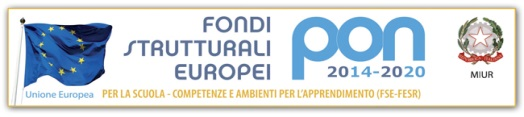 FONDI
STRUTTURALI
EUROPEI
pon
2014-2020
MIUR
Unione Europea
PER LA SCUOLA - COMPETENZE E AMBIENTI PER L'APPRENDIMENTO (FSE-FESR)